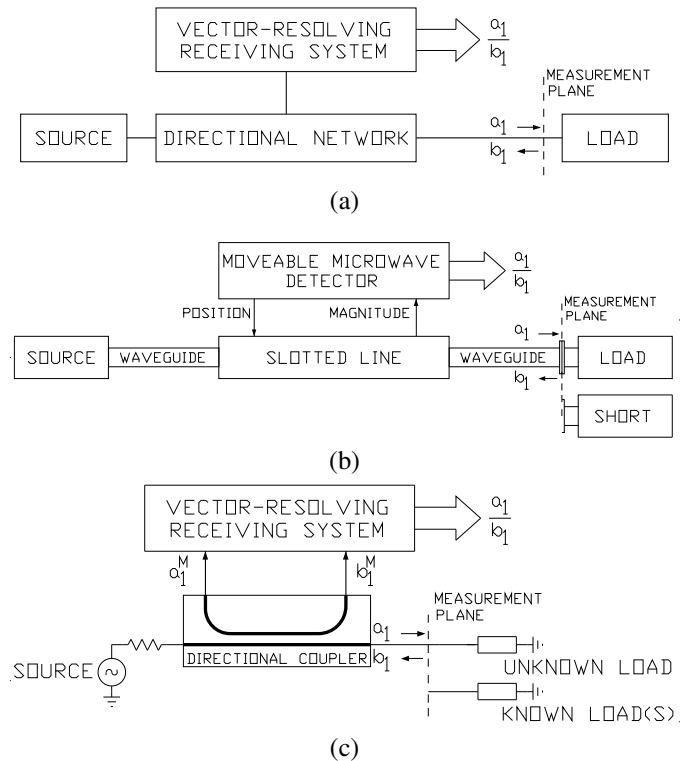 VECTOR-RESOLVING
RECEIVING SYSTEM
a1
b1
MEASUREMENT
PLANE
SOURCE
DIRECTIONAL NETWORK
a1
b1
LOAD
(a)
MOVEABLE MICROWAVE
DETECTOR
a1
b1
POSITION
MAGNITUDE
MEASUREMENT
PLANE
a1
SOURCE
WAVEGUIDE
SLOTTED LINE
WAVEGUIDE
LOAD
b1
SHORT
(b)
VECTOR-RESOLVING
RECEIVING SYSTEM
a1
b1
a1M
b1M
MEASUREMENT
PLANE
a1
DIRECTIONAL COUPLER
b1
SOURCE
UNKNOWN LOAD
KNOWN LOAD(S)
(c)